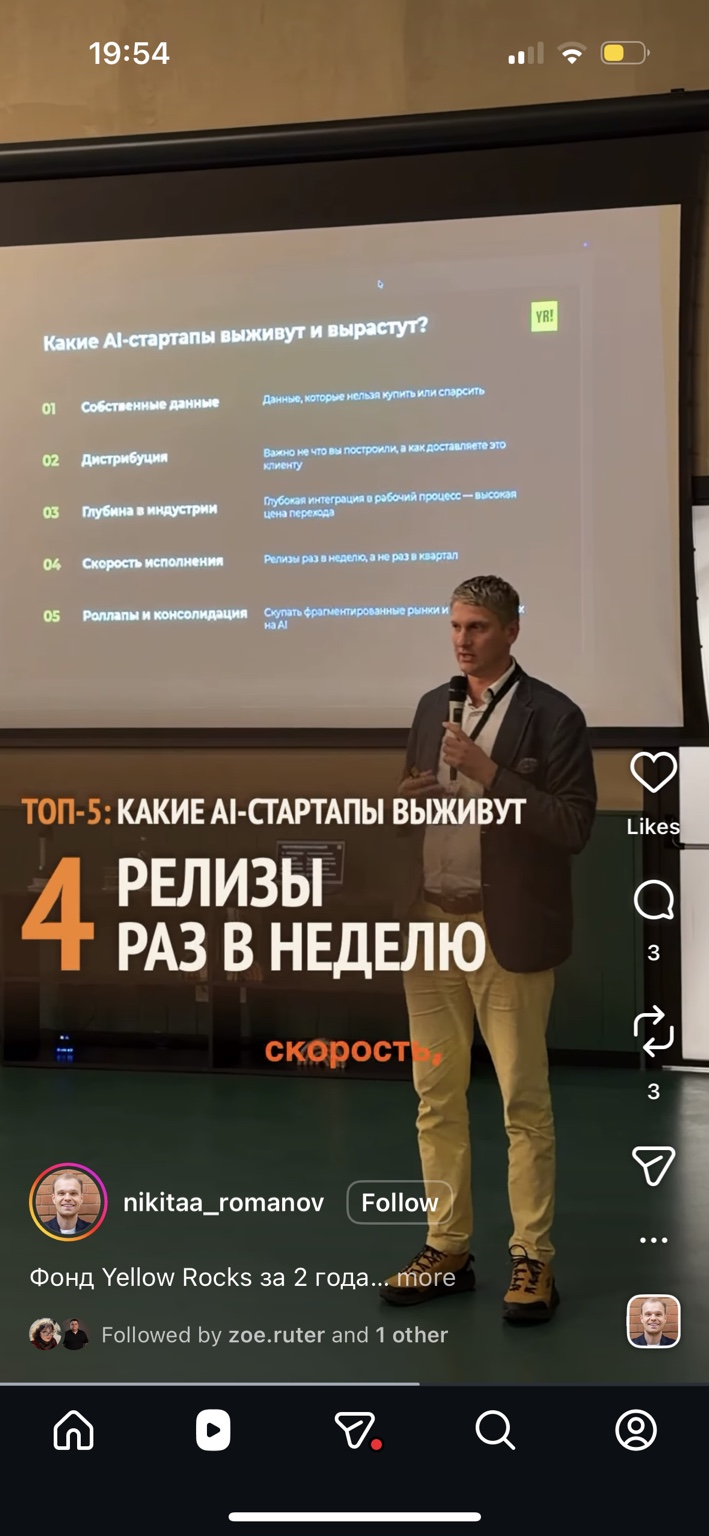 19:54
Какие AI-стартапы выживут и вырастут?
YR!
01 Собственные данные Данные, которые нельзя купить или спарсить
02 Дистрибуция Важно не что вы построили, а как доставляете это
клиенту
03 Глубина в индустрии Глубокая интеграция в рабочий процесс — высокая
цена перехода
04 Скорость исполнения Релизы раз в неделю, а не раз в квартал
05 Роллапы и консолидация Скупать фрагментированные рынки и
на AI
ТОП-5: КАКИЕ AI-СТАРТАПЫ ВЫЖИВУТ
4 РЕЛИЗЫ
РАЗ В НЕДЕЛЮ
скорость,
Likes
3
3
nikitaa_romanov Follow
Фонд Yellow Rocks за 2 года... more
Followed by zoe.ruter and 1 other